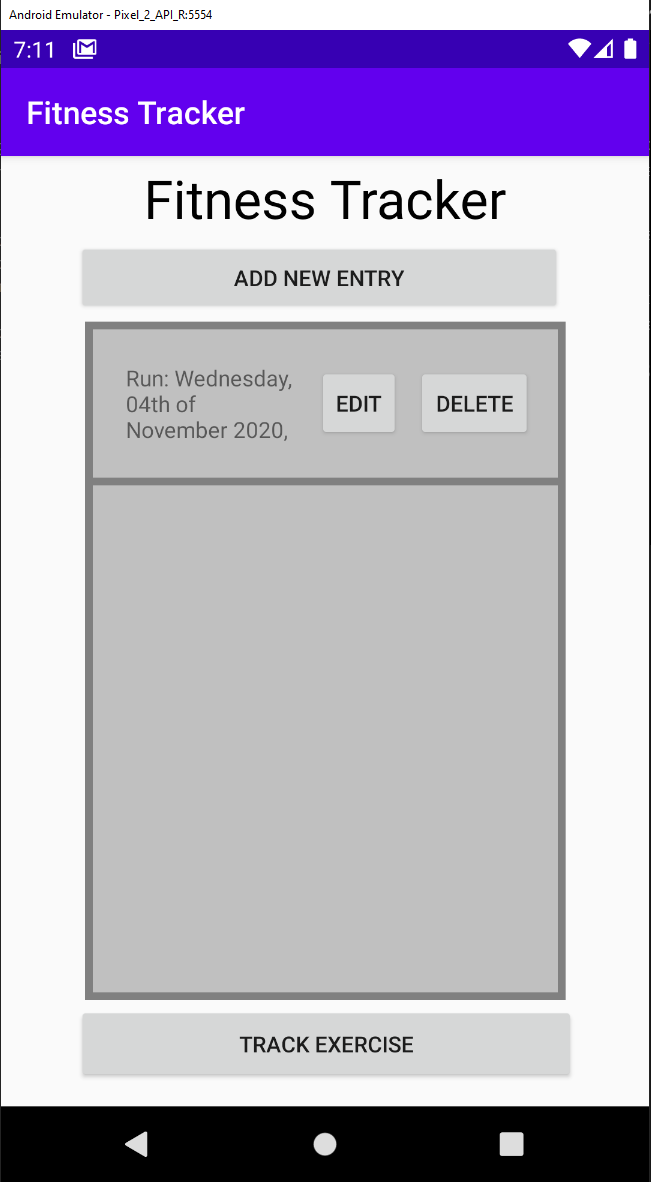 Android Emulator - Pixel_2_API_R:5554
7:11
Fitness Tracker
Fitness Tracker
ADD NEW ENTRY
Run: Wednesday,
04th of
November 2020,
EDIT
DELETE
TRACK EXERCISE